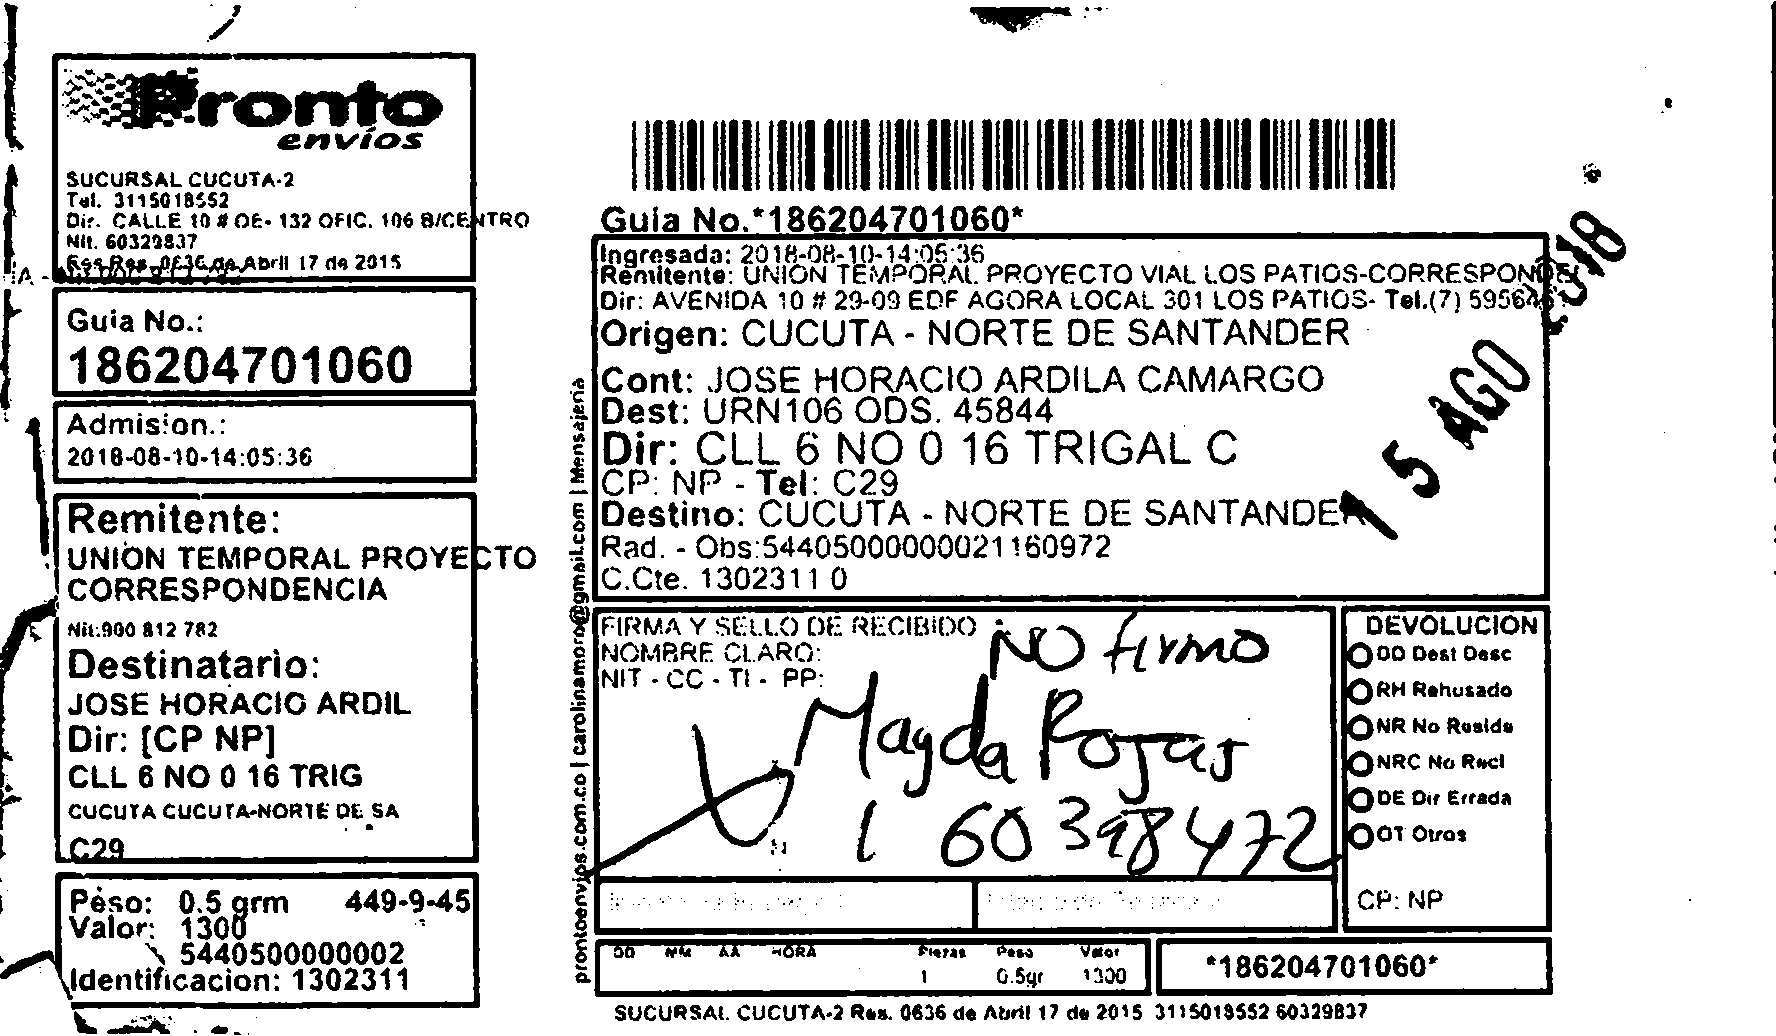 Pronto
envíos
SUCURSAL CUCUTA-2
Tel. 3115018552
Dir. CALLE 10 # OE- 132 OFIC. 106 B/CENTRO
Nit. 60329837
Res. 0636 de Abril 17 de 2015
Guia No.:
186204701060
Admision.:
2018-08-10-14:05:36
Remitente:
UNION TEMPORAL PROYECTO
CORRESPONDENCIA
Nit:900 812 782
Destinatario:
JOSE HORACIO ARDIL
Dir: [CP NP]
CLL 6 NO 0 16 TRIG
CUCUTA CUCUTA-NORTE DE SA
C29
Peso: 0.5 grm 449-9-45
Valor: 1300
5440500000002
Identificacion: 1302311
prontoenvios.com.co | carolinamoro@gmail.com | Mensajeria
Guia No.*186204701060*
Ingresada: 2018-08-10-14:05:36
Remitente: UNION TEMPORAL PROYECTO VIAL LOS PATIOS-CORRESPONDE
Dir: AVENIDA 10 # 29-09 EDF AGORA LOCAL 301 LOS PATIOS- Tel.(7) 59564
Origen: CUCUTA - NORTE DE SANTANDER
Cont: JOSE HORACIO ARDILA CAMARGO
Dest: URN106 ODS. 45844
Dir: CLL 6 NO 0 16 TRIGAL C
CP: NP - Tel: C29
Destino: CUCUTA - NORTE DE SANTANDER
Rad. - Obs:54405000000021160972
C.Cte. 1302311 0
15 AGO 2018
FIRMA Y SELLO DE RECIBIDO
NOMBRE CLARO:
NIT - CC - TI - PP:
NO firmo
Magda Rojas
60398472
DEVOLUCION
DD Dest Desc
RH Rehusado
NR No Reside
NRC No Recl
DE Dir Errada
OT Otros
CP: NP
DD MM AA HORA Piezas Peso Valor
1 0.5gr 1300
*186204701060*
SUCURSAL CUCUTA-2 Res. 0636 de Abril 17 de 2015 3115018552 60329837